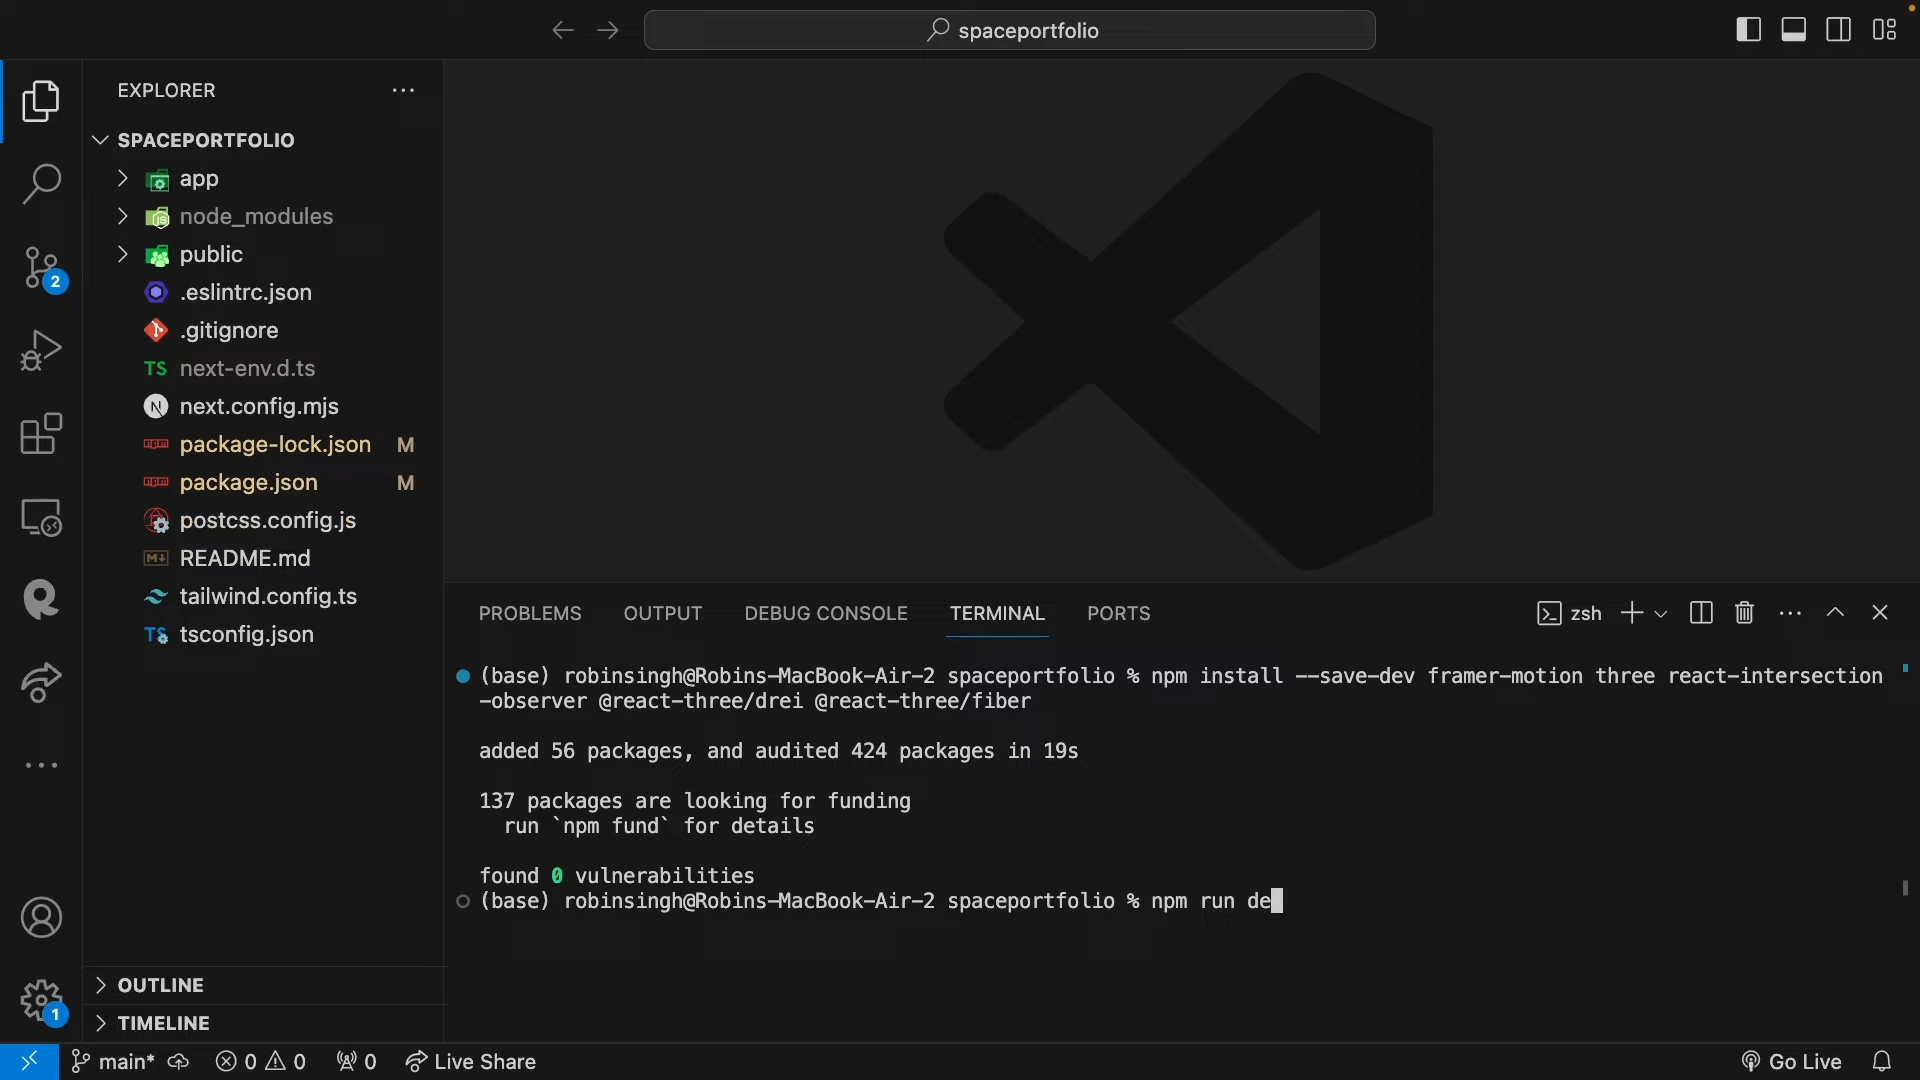 spaceportfolio
EXPLORER
SPACEPORTFOLIO
app
node_modules
public
.eslintrc.json
.gitignore
TS next-env.d.ts
next.config.mjs
package-lock.json M
package.json M
postcss.config.js
README.md
tailwind.config.ts
TS tsconfig.json
2
OUTLINE
1
TIMELINE
PROBLEMS OUTPUT DEBUG CONSOLE TERMINAL PORTS zsh
(base) robinsingh@Robins-MacBook-Air-2 spaceportfolio % npm install --save-dev framer-motion three react-intersection
-observer @react-three/drei @react-three/fiber
added 56 packages, and audited 424 packages in 19s
137 packages are looking for funding
run `npm fund` for details
found 0 vulnerabilities
(base) robinsingh@Robins-MacBook-Air-2 spaceportfolio % npm run de
main* 0 0 0 Live Share Go Live